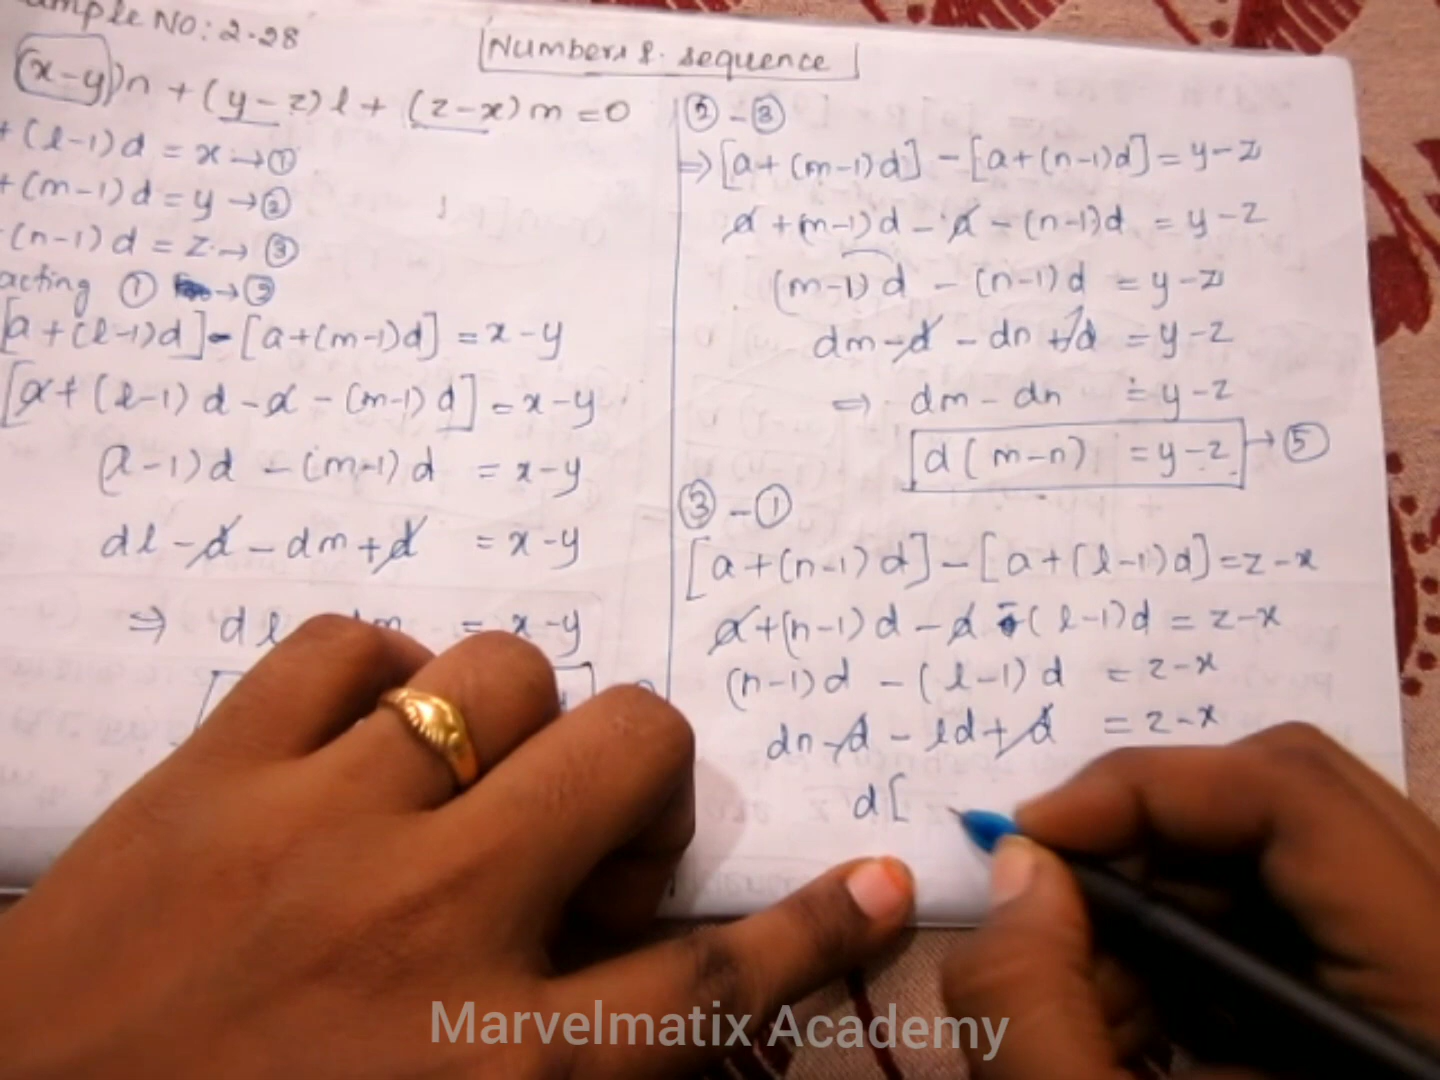 No: 2.28
Numbers & sequence
(x-y)n + (y-z)l + (z-x)m = 0
+ (l-1)d = x → ①
+ (m-1)d = y → ②
(n-1)d = z → ③
acting ① → ②
[a+(l-1)d] - [a+(m-1)d] = x-y
[a+(l-1)d - a - (m-1)d] = x-y
(l-1)d - (m-1)d = x-y
dl - d - dm + d = x-y
⇒ dl dm = x-y
② - ③
⇒ [a+(m-1)d] - [a+(n-1)d] = y-z
a + (m-1)d - a - (n-1)d = y-z
(m-1)d - (n-1)d = y-z
dm - d - dn + d = y-z
⇒ dm - dn = y-z
d(m-n) = y-z → ⑤
③ - ①
[a+(n-1)d] - [a+(l-1)d] = z-x
a+(n-1)d - a - (l-1)d = z-x
(n-1)d - (l-1)d = z-x
dn - d - ld + d = z-x
d[
Marvelmatix Academy